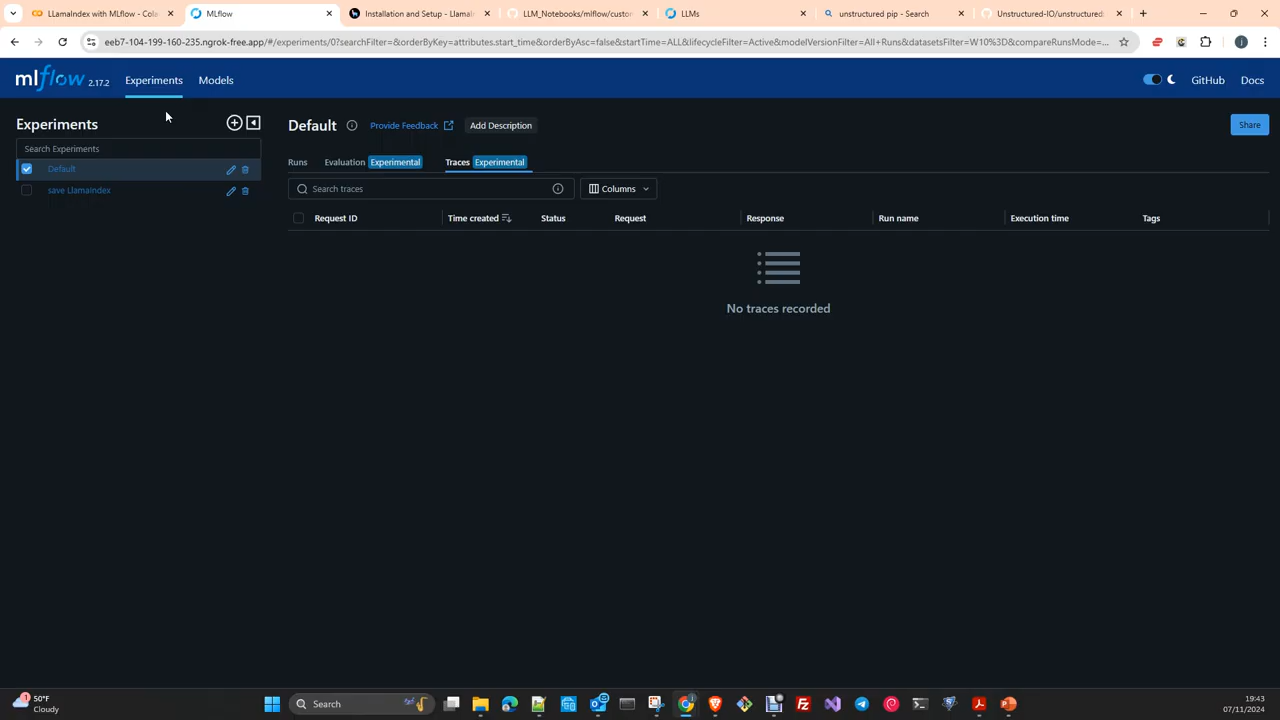 LLamaIndex with MLflow - Cola
MLflow
Installation and Setup - LlamaI
LLM_Notebooks/mlflow/custom
LLMs
unstructured pip - Search
Unstructured-IO/unstructured:
eeb7-104-199-160-235.ngrok-free.app/#/experiments/0?searchFilter=&orderByKey=attributes.start_time&orderByAsc=false&startTime=ALL&lifecycleFilter=Active&modelVersionFilter=All+Runs&datasetsFilter=W10%3D&compareRunsMode=...
mlflow 2.17.2
Experiments
Models
GitHub
Docs
Experiments
Default
Provide Feedback
Add Description
Share
Search Experiments
Default
save LlamaIndex
Runs
Evaluation Experimental
Traces Experimental
Search traces
Columns
Request ID
Time created
Status
Request
Response
Run name
Execution time
Tags
No traces recorded
1
50°F
Cloudy
Search
19:43
07/11/2024